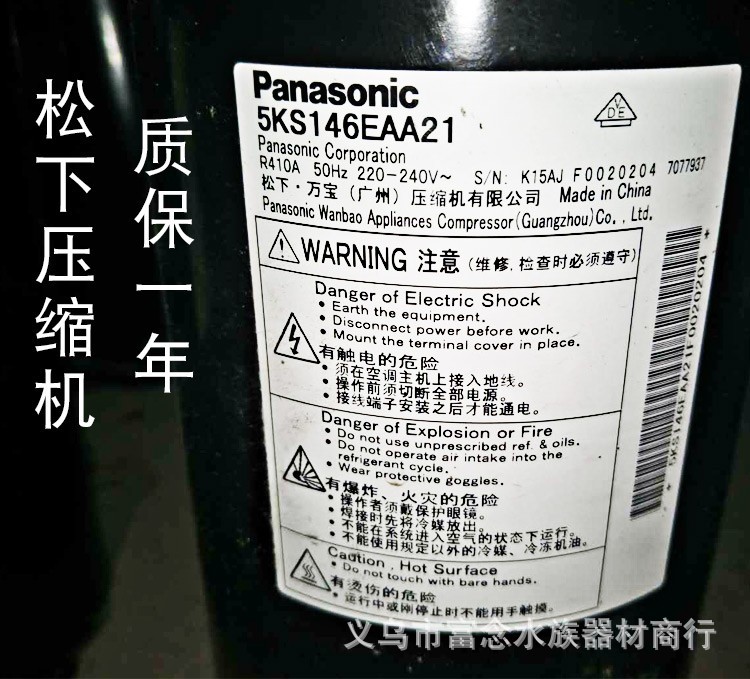 松下压缩机
质保一年
Panasonic
5KS146EAA21
VDE
Panasonic Corporation
R410A 50Hz 220-240V~ S/N: K15AJ F0020204 7077937
松下·万宝(广州)压缩机有限公司 Made in China
Panasonic Wanbao Appliances Compressor(Guangzhou)Co., Ltd.
WARNING 注意(维修.检查时必须遵守)
Danger of Electric Shock
• Earth the equipment.
• Disconnect power before work.
• Mount the terminal cover in place.
有触电的危险
• 须在空调主机上接入地线。
• 操作前须切断全部电源。
• 接线端子安装之后才能通电。
Danger of Explosion or Fire
• Do not use unprescribed ref. & oils.
• Do not operate air intake into the
refrigerant cycle.
• Wear protective goggles.
有爆炸、火灾的危险
• 操作者须戴保护眼镜。
• 焊接时先将冷媒放出。
• 不能在系统进入空气的状态下运行。
• 不能使用规定以外的冷媒、冷冻机油。
Caution, Hot Surface
• Do not touch with bare hands.
有烫伤的危险
• 运行中或刚停止时不能用手触摸。
* 5KS146EAA21F0020204 *
义乌市富念水族器材商行